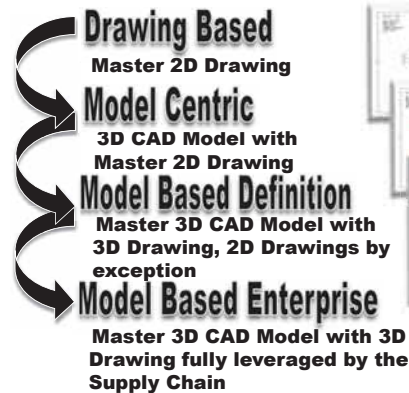 Drawing Based
Master 2D Drawing
Model Centric
3D CAD Model with
Master 2D Drawing
Model Based Definition
Master 3D CAD Model with
3D Drawing, 2D Drawings by
exception
Model Based Enterprise
Master 3D CAD Model with 3D
Drawing fully leveraged by the
Supply Chain